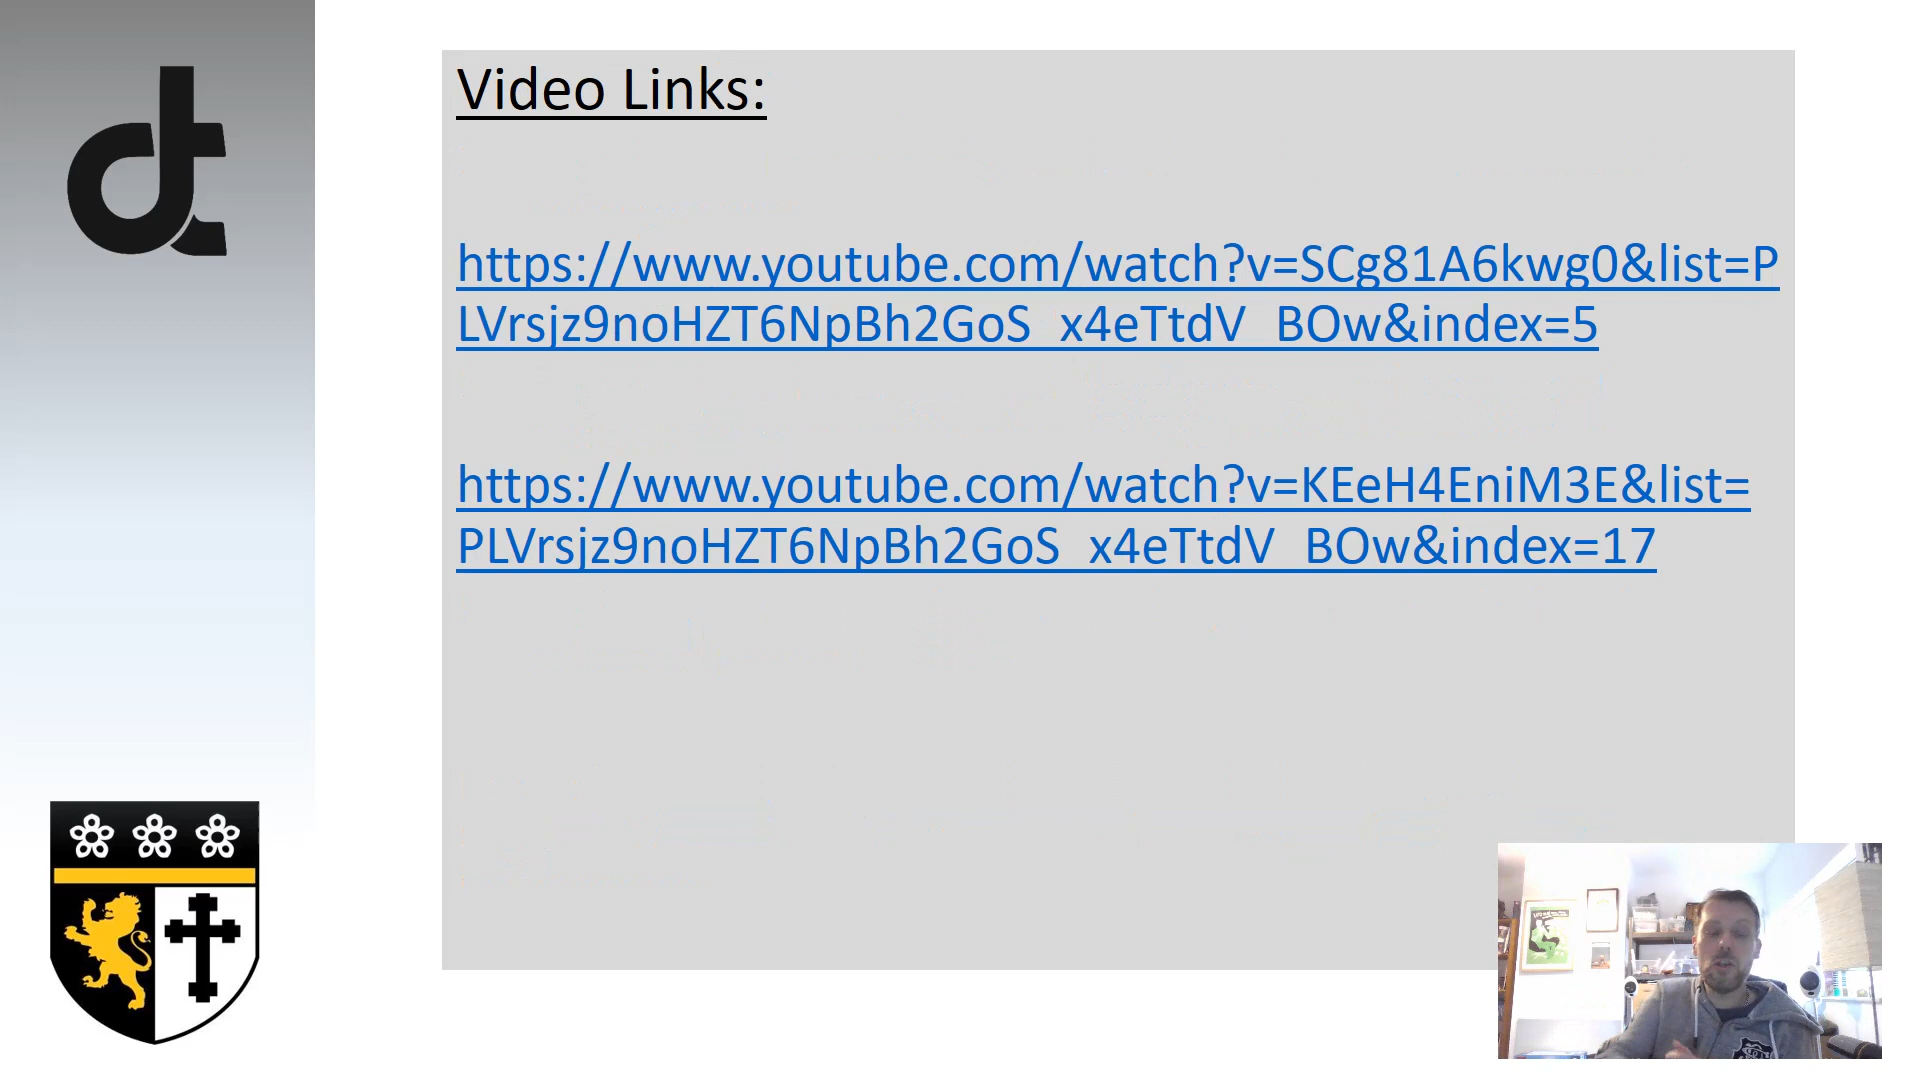 Video Links:
https://www.youtube.com/watch?v=SCg81A6kwg0&list=P
LVrsjz9noHZT6NpBh2GoS_x4eTtdV_BOw&index=5
https://www.youtube.com/watch?v=KEeH4EniM3E&list=
PLVrsjz9noHZT6NpBh2GoS_x4eTtdV_BOw&index=17